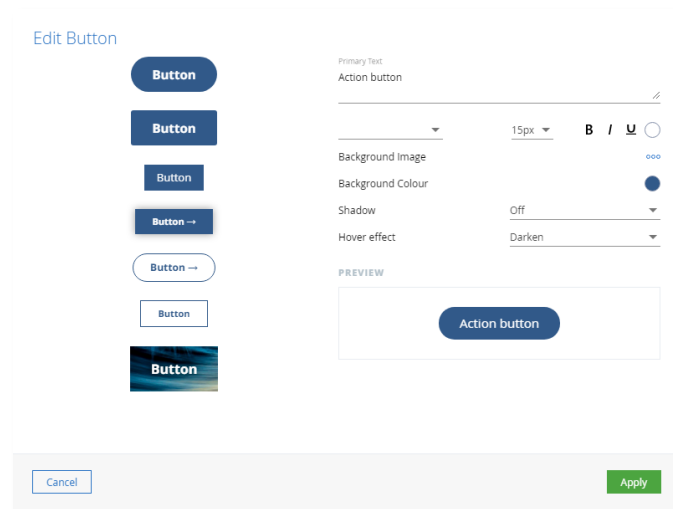 Edit Button
Button
Button
Button
Button →
Button →
Button
Button
Primary Text
Action button
15px B I U
Background Image
Background Colour
Shadow Off
Hover effect Darken
PREVIEW
Action button
Cancel Apply